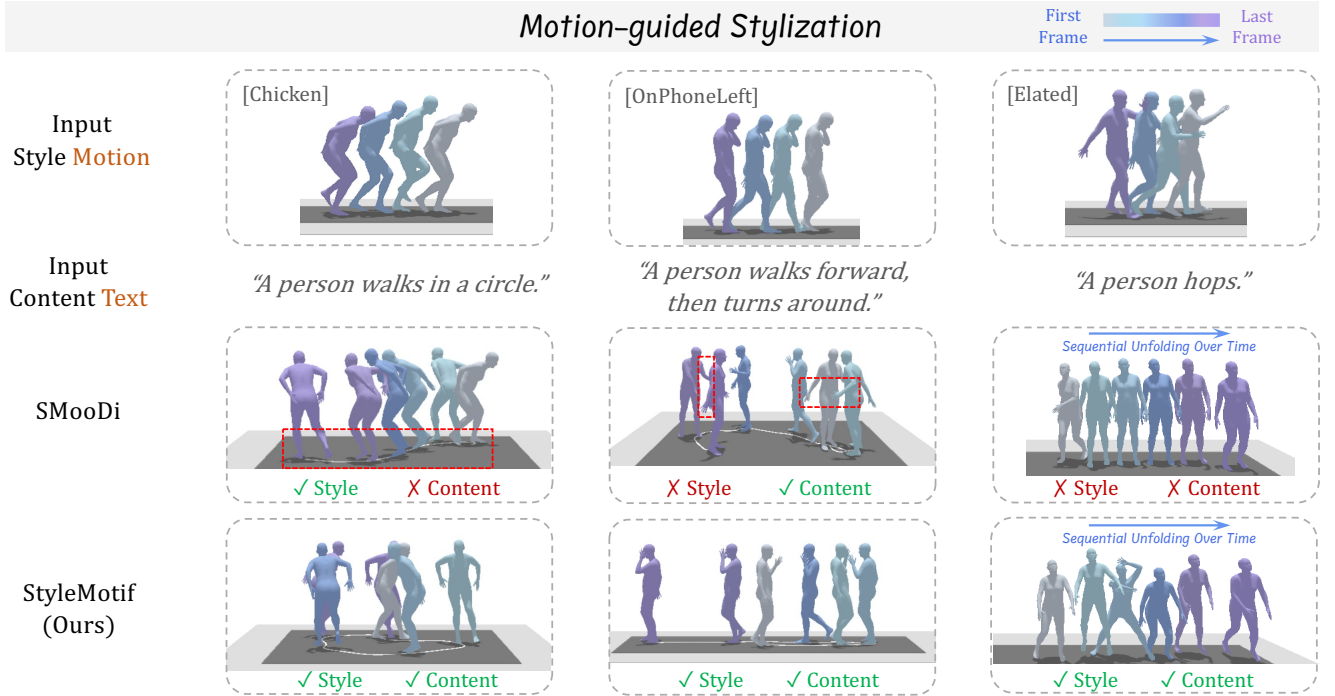 Motion-guided Stylization
First Frame
Last Frame
Input
Style Motion
[Chicken]
[OnPhoneLeft]
[Elated]
Input
Content Text
“A person walks in a circle.”
“A person walks forward,
then turns around.”
“A person hops.”
SMooDi
✓ Style ✗ Content
✗ Style ✓ Content
Sequential Unfolding Over Time
✗ Style ✗ Content
StyleMotif
(Ours)
✓ Style ✓ Content
✓ Style ✓ Content
Sequential Unfolding Over Time
✓ Style ✓ Content